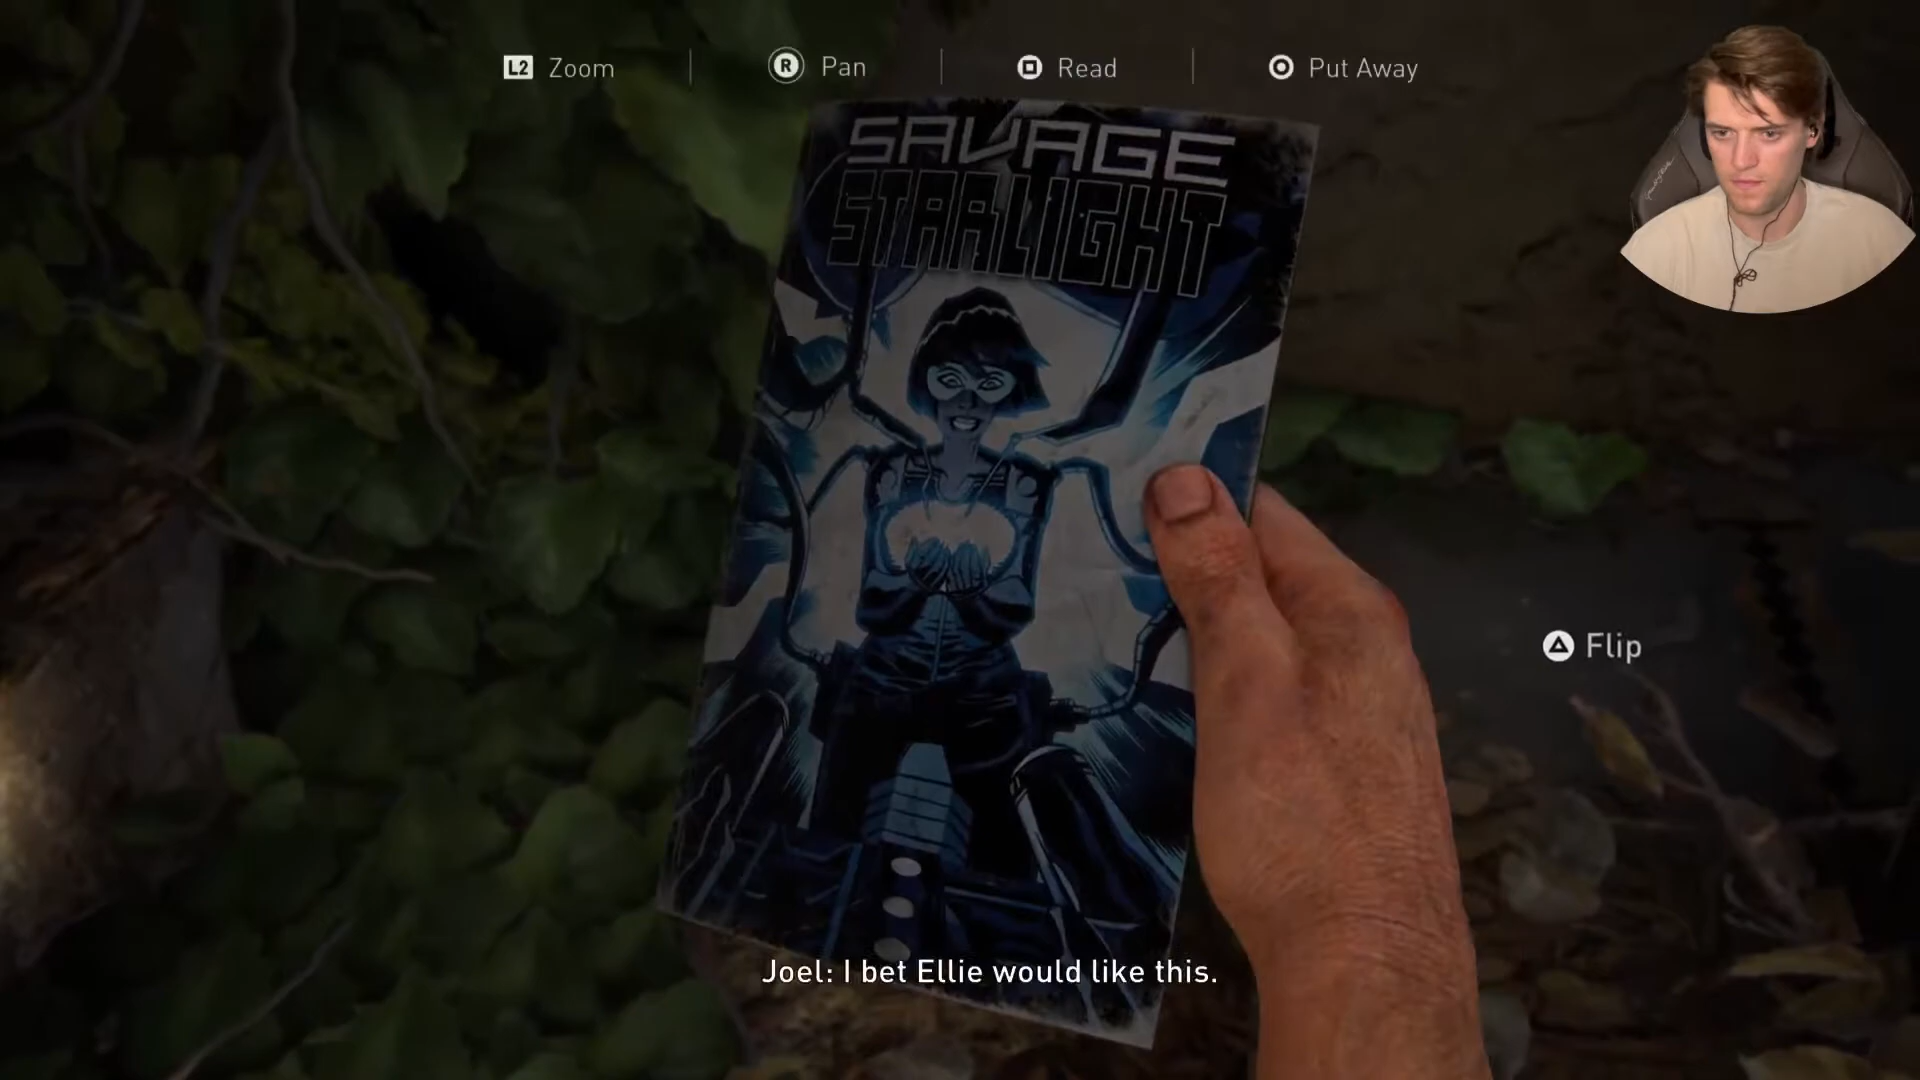 L2 Zoom
R Pan
Read
Put Away
SAVAGE
STARLIGHT
Flip
Joel: I bet Ellie would like this.